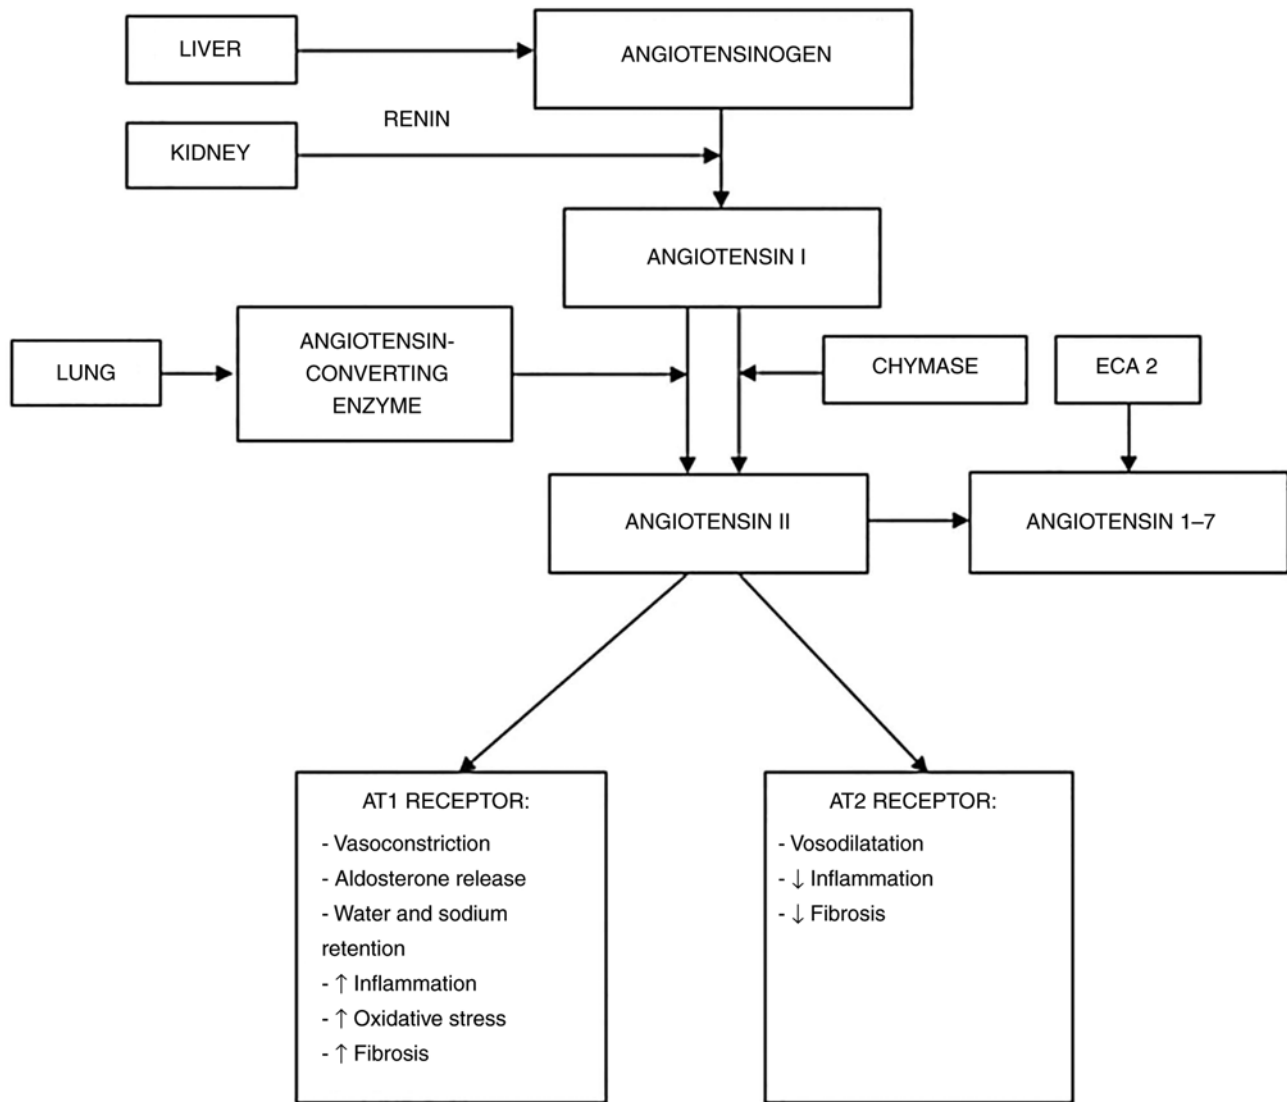 LIVER
ANGIOTENSINOGEN
RENIN
KIDNEY
ANGIOTENSIN I
LUNG
ANGIOTENSIN-
CONVERTING
ENZYME
CHYMASE
ECA 2
ANGIOTENSIN II
ANGIOTENSIN 1–7
AT1 RECEPTOR:
- Vasoconstriction
- Aldosterone release
- Water and sodium
retention
- ↑ Inflammation
- ↑ Oxidative stress
- ↑ Fibrosis
AT2 RECEPTOR:
- Vosodilatation
- ↓ Inflammation
- ↓ Fibrosis